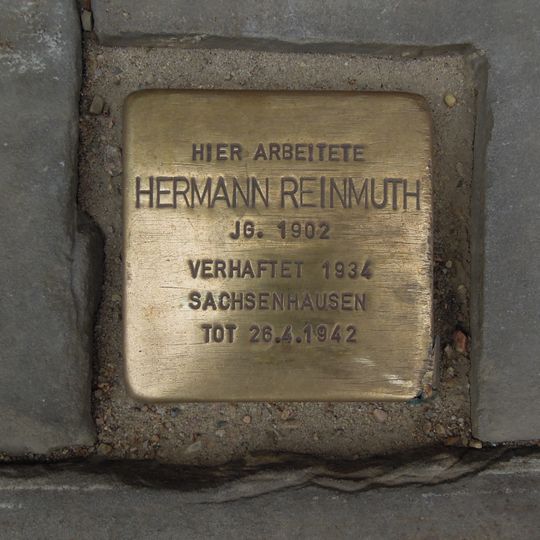 HIER ARBEITETE
HERMANN REINMUTH
JG. 1902
VERHAFTET 1934
SACHSENHAUSEN
TOT 26.4.1942